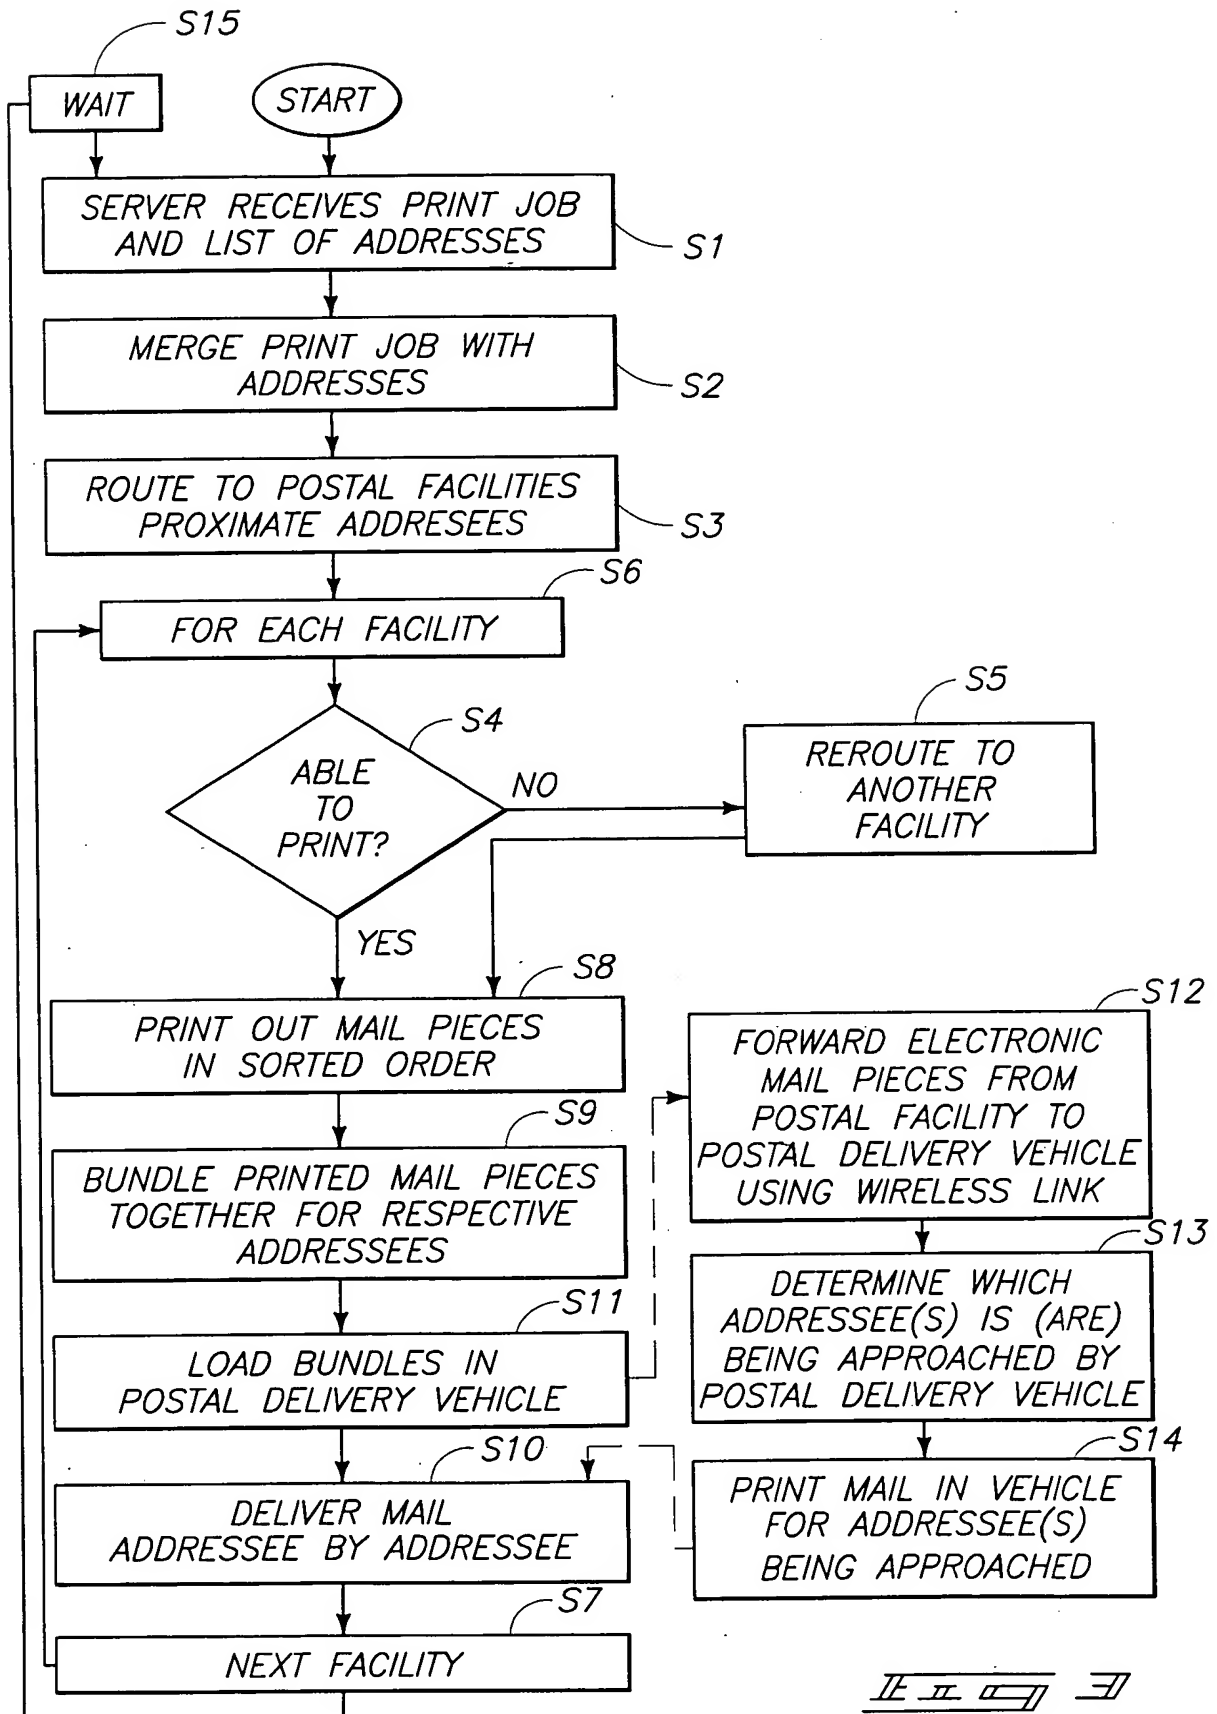 S15
WAIT
START
SERVER RECEIVES PRINT JOB
AND LIST OF ADDRESSES
S1
MERGE PRINT JOB WITH
ADDRESSES
S2
ROUTE TO POSTAL FACILITIES
PROXIMATE ADDRESEES
S3
S6
FOR EACH FACILITY
S4
ABLE
TO
PRINT?
NO
YES
S5
REROUTE TO
ANOTHER
FACILITY
S8
PRINT OUT MAIL PIECES
IN SORTED ORDER
S9
BUNDLE PRINTED MAIL PIECES
TOGETHER FOR RESPECTIVE
ADDRESSEES
S11
LOAD BUNDLES IN
POSTAL DELIVERY VEHICLE
S12
FORWARD ELECTRONIC
MAIL PIECES FROM
POSTAL FACILITY TO
POSTAL DELIVERY VEHICLE
USING WIRELESS LINK
S13
DETERMINE WHICH
ADDRESSEE(S) IS (ARE)
BEING APPROACHED BY
POSTAL DELIVERY VEHICLE
S14
PRINT MAIL IN VEHICLE
FOR ADDRESSEE(S)
BEING APPROACHED
S10
DELIVER MAIL
ADDRESSEE BY ADDRESSEE
S7
NEXT FACILITY
FIG 3